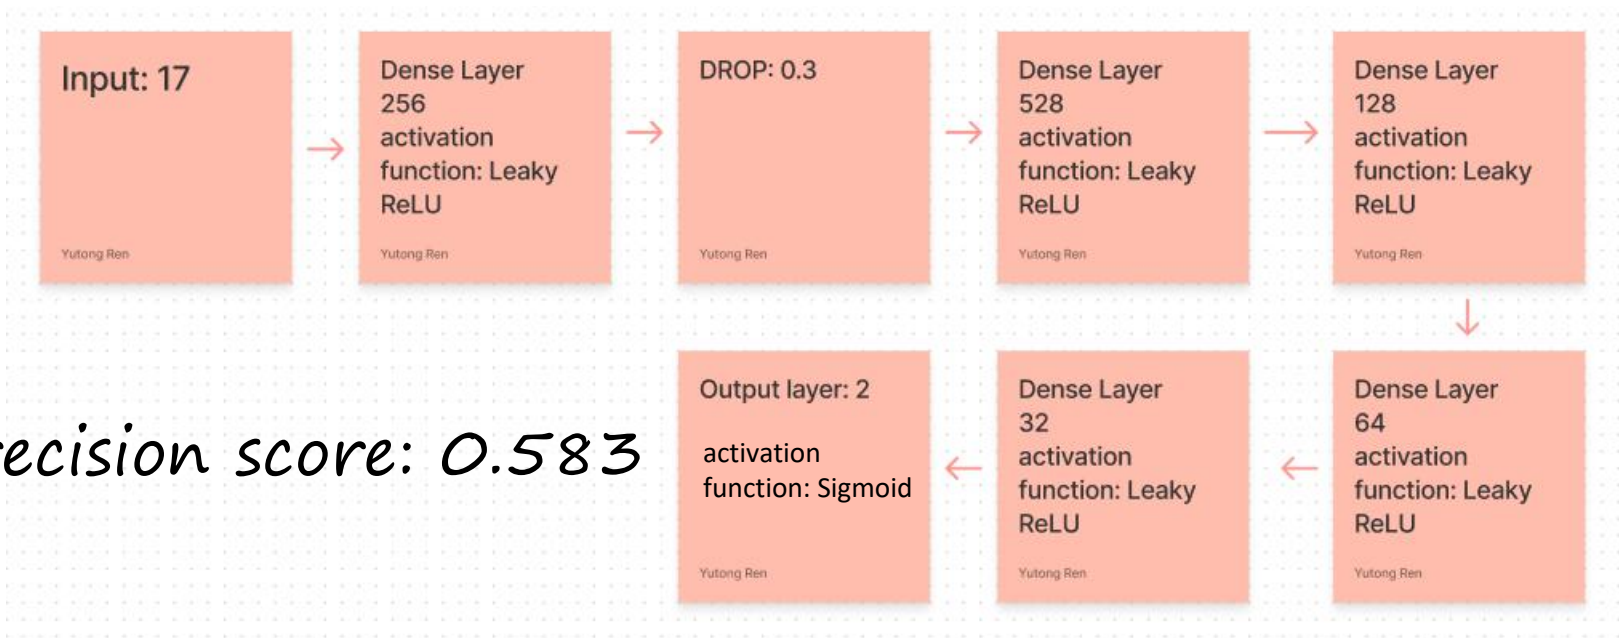 Input: 17
Yutong Ren
Dense Layer
256
activation
function: Leaky
ReLU
Yutong Ren
DROP: 0.3
Yutong Ren
Dense Layer
528
activation
function: Leaky
ReLU
Yutong Ren
Dense Layer
128
activation
function: Leaky
ReLU
Yutong Ren
Dense Layer
64
activation
function: Leaky
ReLU
Yutong Ren
Dense Layer
32
activation
function: Leaky
ReLU
Yutong Ren
Output layer: 2
activation
function: Sigmoid
Yutong Ren
ecision score: 0.583